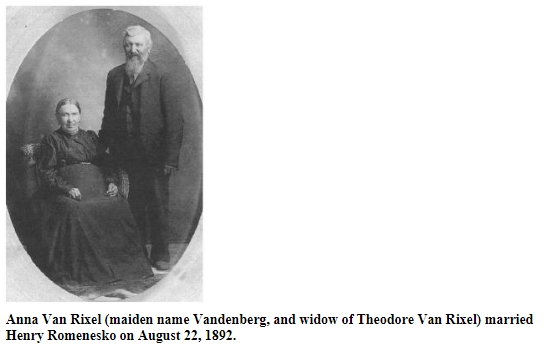 Anna Van Rixel (maiden name Vandenberg, and widow of Theodore Van Rixel) married
Henry Romenesko on August 22, 1892.